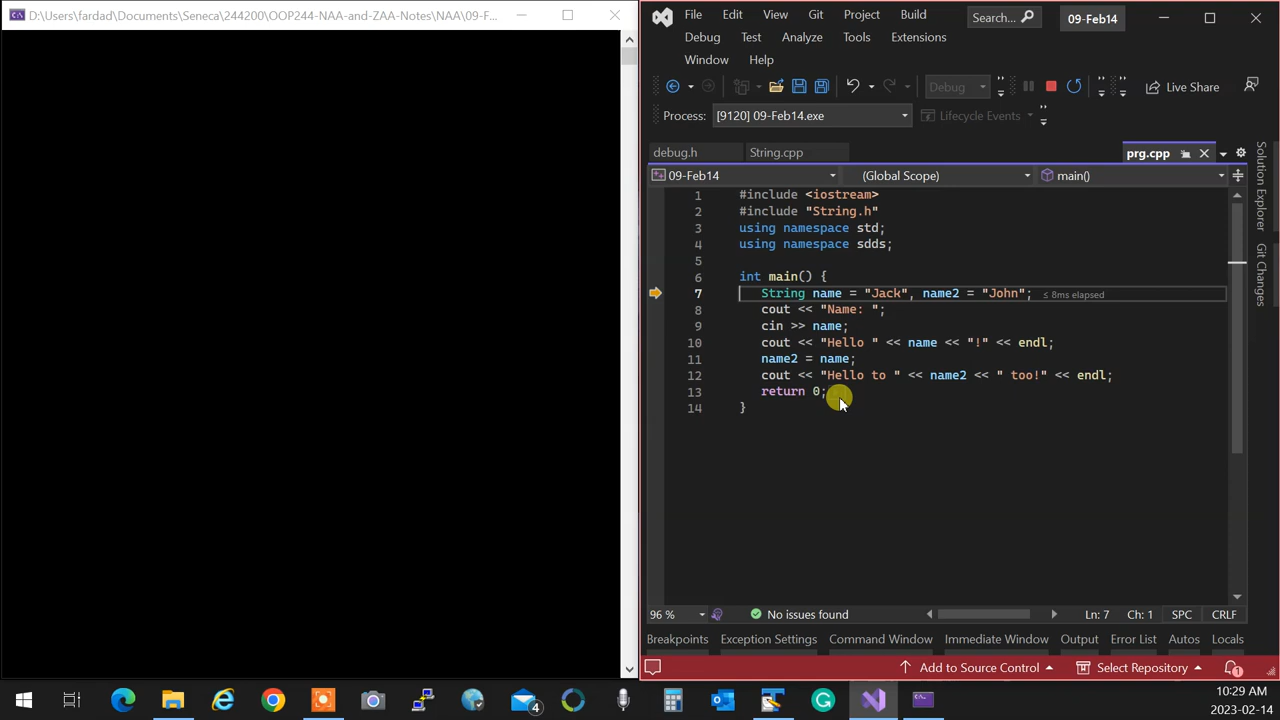 D:\Users\fardad\Documents\Seneca\244200\OOP244-NAA-and-ZAA-Notes\NAA\09-F...
File Edit View Git Project Build
Search...
09-Feb14
Debug Test Analyze Tools Extensions
Window Help
Debug
Live Share
Process: [9120] 09-Feb14.exe
Lifecycle Events
debug.h String.cpp prg.cpp
09-Feb14 (Global Scope) main()
1 #include <iostream>
2 #include "String.h"
3 using namespace std;
4 using namespace sdds;
5
6 int main() {
7 String name = "Jack", name2 = "John"; ≤ 8ms elapsed
8 cout << "Name: ";
9 cin >> name;
10 cout << "Hello " << name << "!" << endl;
11 name2 = name;
12 cout << "Hello to " << name2 << " too!" << endl;
13 return 0;
14 }
Solution Explorer
Git Changes
96 % No issues found Ln: 7 Ch: 1 SPC CRLF
Breakpoints Exception Settings Command Window Immediate Window Output Error List Autos Locals
Add to Source Control Select Repository 1
4
10:29 AM
2023-02-14